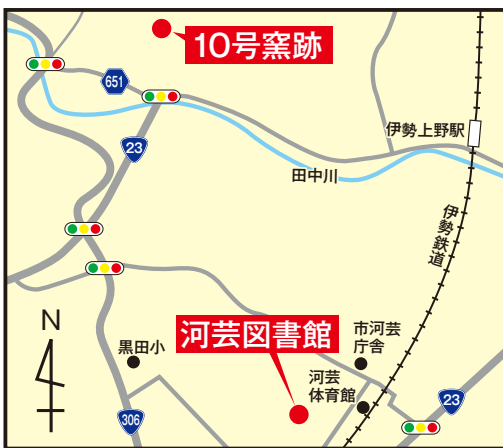 10号窯跡
651
23
伊勢上野駅
田中川
伊勢鉄道
N
河芸図書館
黒田小
市河芸
庁舎
河芸
体育館
306
23